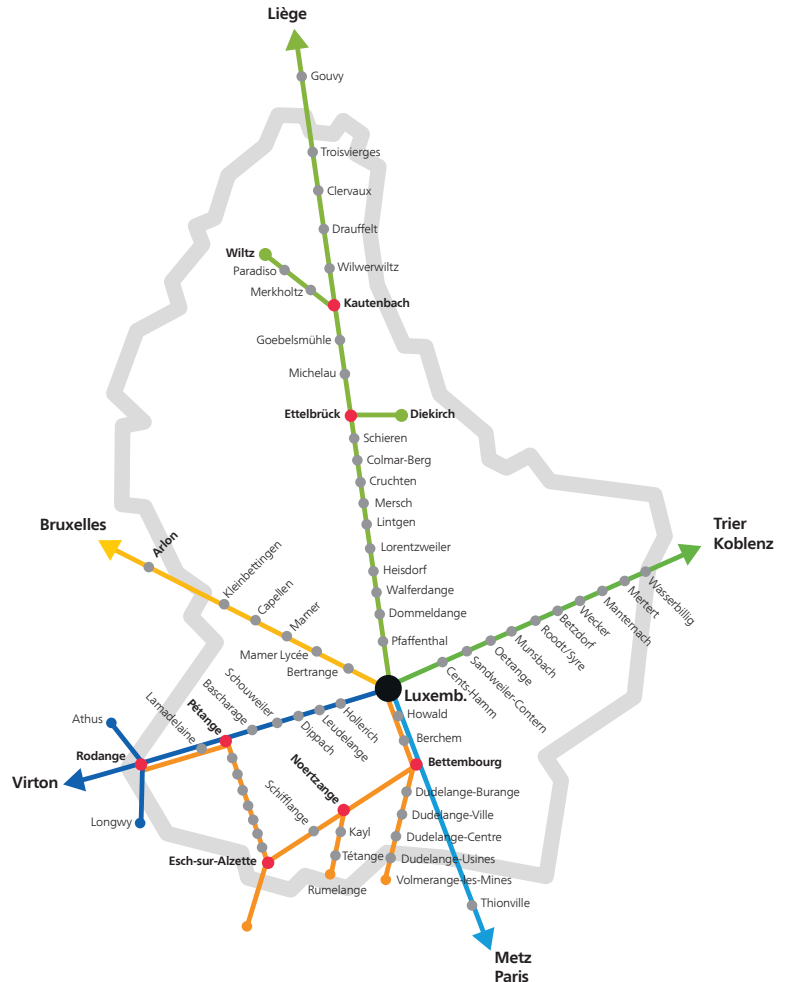 Liège
Gouvy
Troisvierges
Clervaux
Drauffelt
Wiltz
Paradiso
Wilwerwiltz
Merkholtz
Kautenbach
Goebelsmühle
Michelau
Ettelbrück
Diekirch
Schieren
Colmar-Berg
Cruchten
Mersch
Lintgen
Lorentzweiler
Heisdorf
Walferdange
Dommeldange
Pfaffenthal
Bruxelles
Arlon
Kleinbettingen
Capellen
Mamer
Mamer Lycée
Bertrange
Trier
Koblenz
Wasserbillig
Mertert
Manternach
Wecker
Betzdorf
Roodt/Syre
Munsbach
Oetrange
Sandweiler-Contern
Cents-Hamm
Luxemb.
Hollerich
Leudelange
Dippach
Schouweiler
Bascharage
Pétange
Lamadelaine
Athus
Rodange
Virton
Longwy
Howald
Berchem
Bettembourg
Noertzange
Schifflange
Esch-sur-Alzette
Kayl
Tétange
Rumelange
Dudelange-Burange
Dudelange-Ville
Dudelange-Centre
Dudelange-Usines
Volmerange-les-Mines
Thionville
Metz
Paris